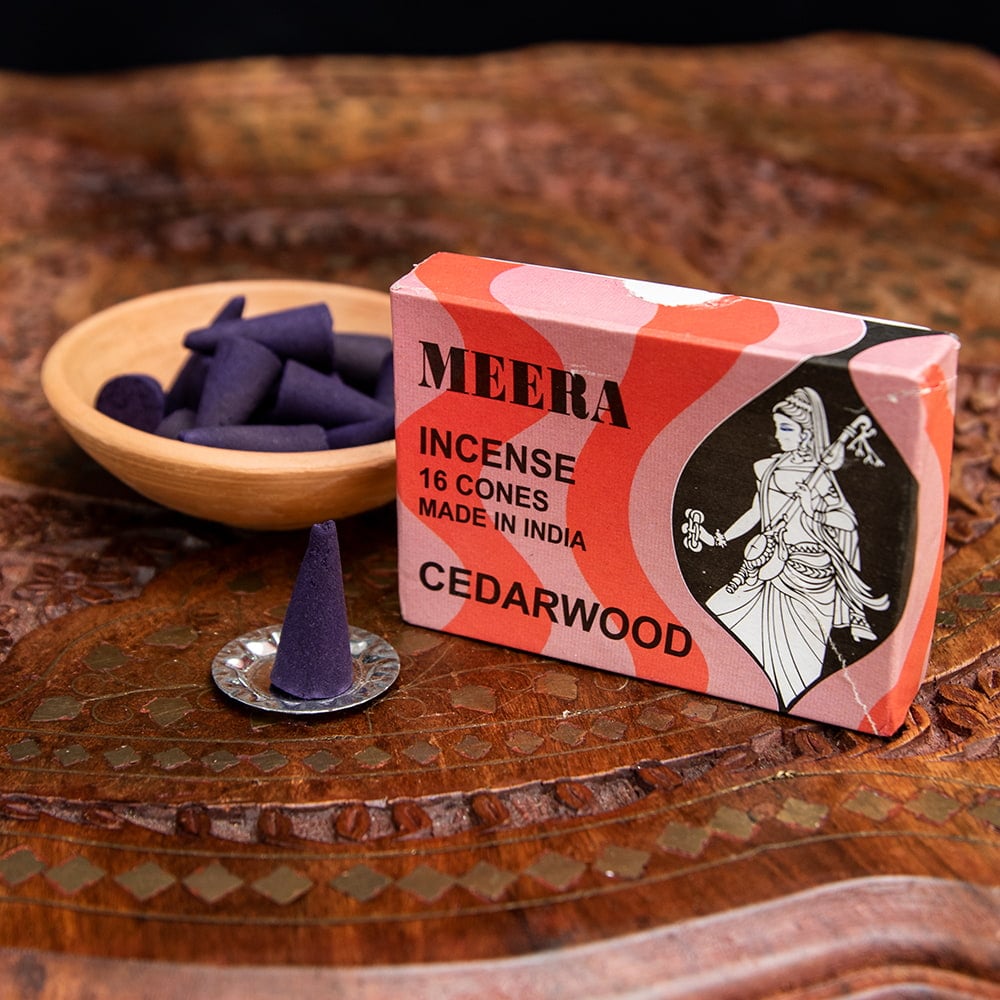 MEERA
INCENSE
16 CONES
MADE IN INDIA
CEDARWOOD